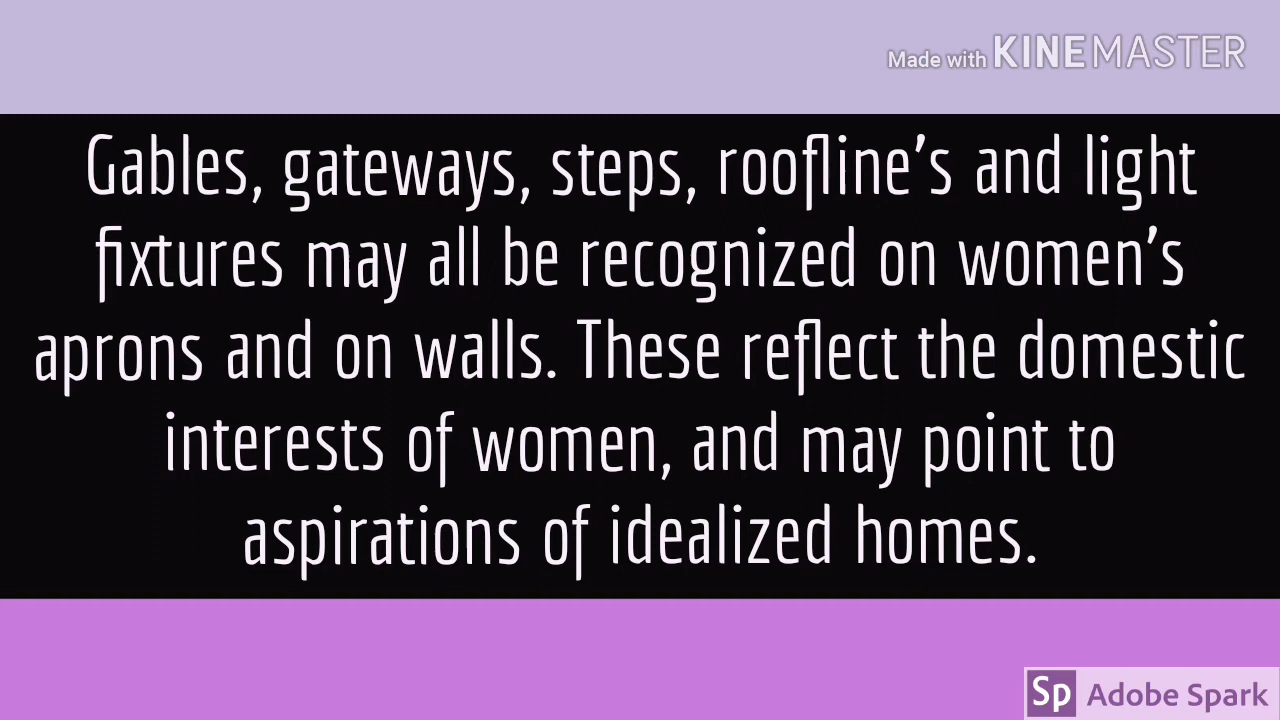 Made with KINEMASTER
Gables, gateways, steps, roofline's and light
fixtures may all be recognized on women's
aprons and on walls. These reflect the domestic
interests of women, and may point to
aspirations of idealized homes.
Sp Adobe Spark